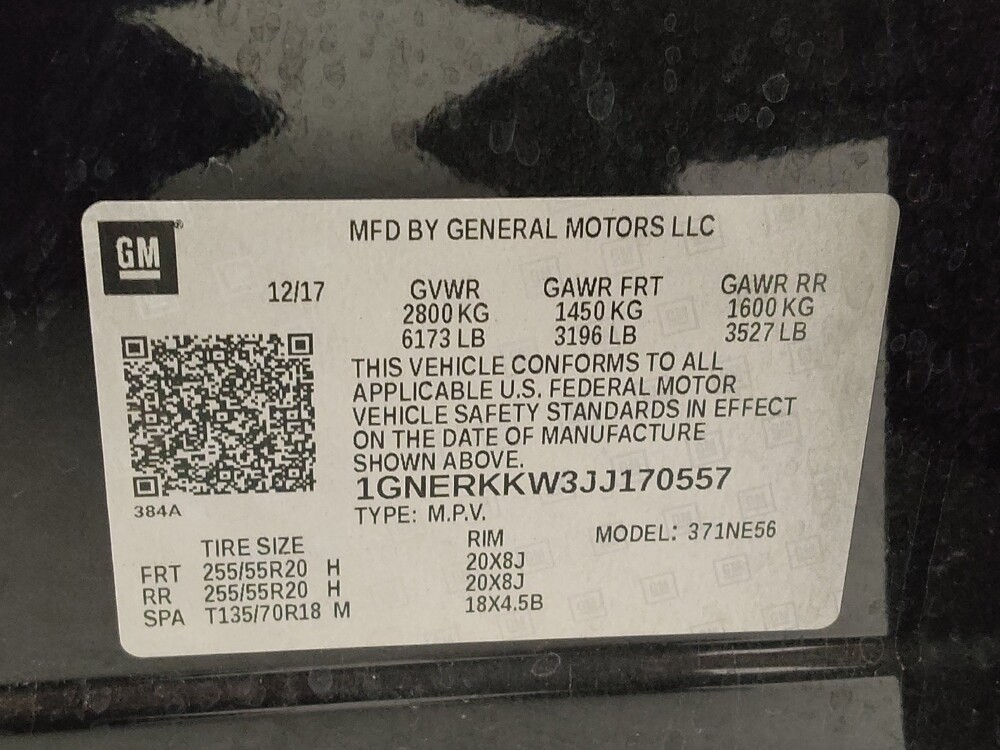 GM
MFD BY GENERAL MOTORS LLC
12/17
GVWR GAWR FRT GAWR RR
2800 KG 1450 KG 1600 KG
6173 LB 3196 LB 3527 LB
THIS VEHICLE CONFORMS TO ALL
APPLICABLE U.S. FEDERAL MOTOR
VEHICLE SAFETY STANDARDS IN EFFECT
ON THE DATE OF MANUFACTURE
SHOWN ABOVE.
1GNERKKW3JJ170557
384A
TYPE: M.P.V.
MODEL: 371NE56
TIRE SIZE RIM
FRT 255/55R20 H 20X8J
RR 255/55R20 H 20X8J
SPA T135/70R18 M 18X4.5B